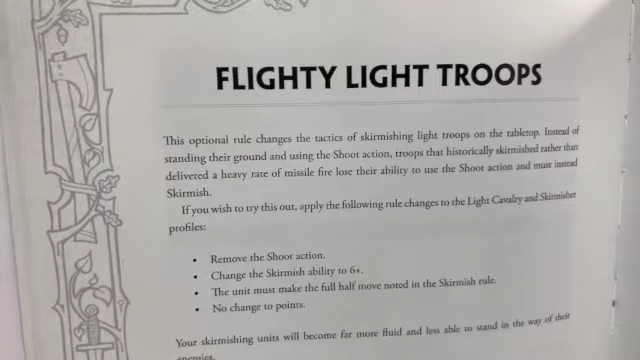 FLIGHTY LIGHT TROOPS
This optional rule changes the tactics of skirmishing light troops on the tabletop. Instead of
standing their ground and using the Shoot action, troops that historically skirmished rather than
delivered a heavy rate of missile fire lose their ability to use the Shoot action and must instead
Skirmish.
If you wish to try this out, apply the following rule changes to the Light Cavalry and Skirmisher
profiles:
• Remove the Shoot action.
• Change the Skirmish ability to 6+.
• The unit must make the full half move noted in the Skirmish rule.
• No change to points.
Your skirmishing units will become far more fluid and less able to stand in the way of their
enemies.